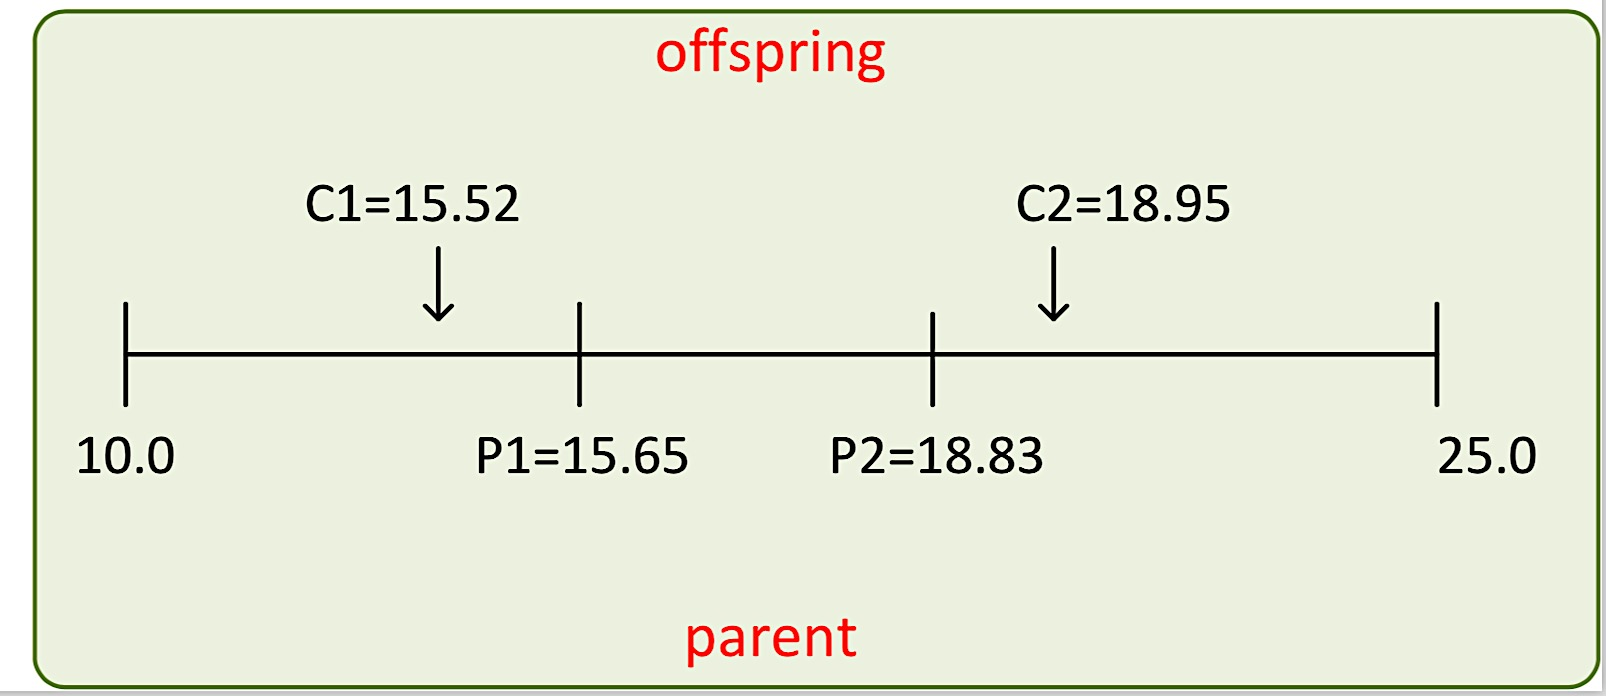 offspring
C1=15.52 C2=18.95
10.0 P1=15.65 P2=18.83 25.0
parent